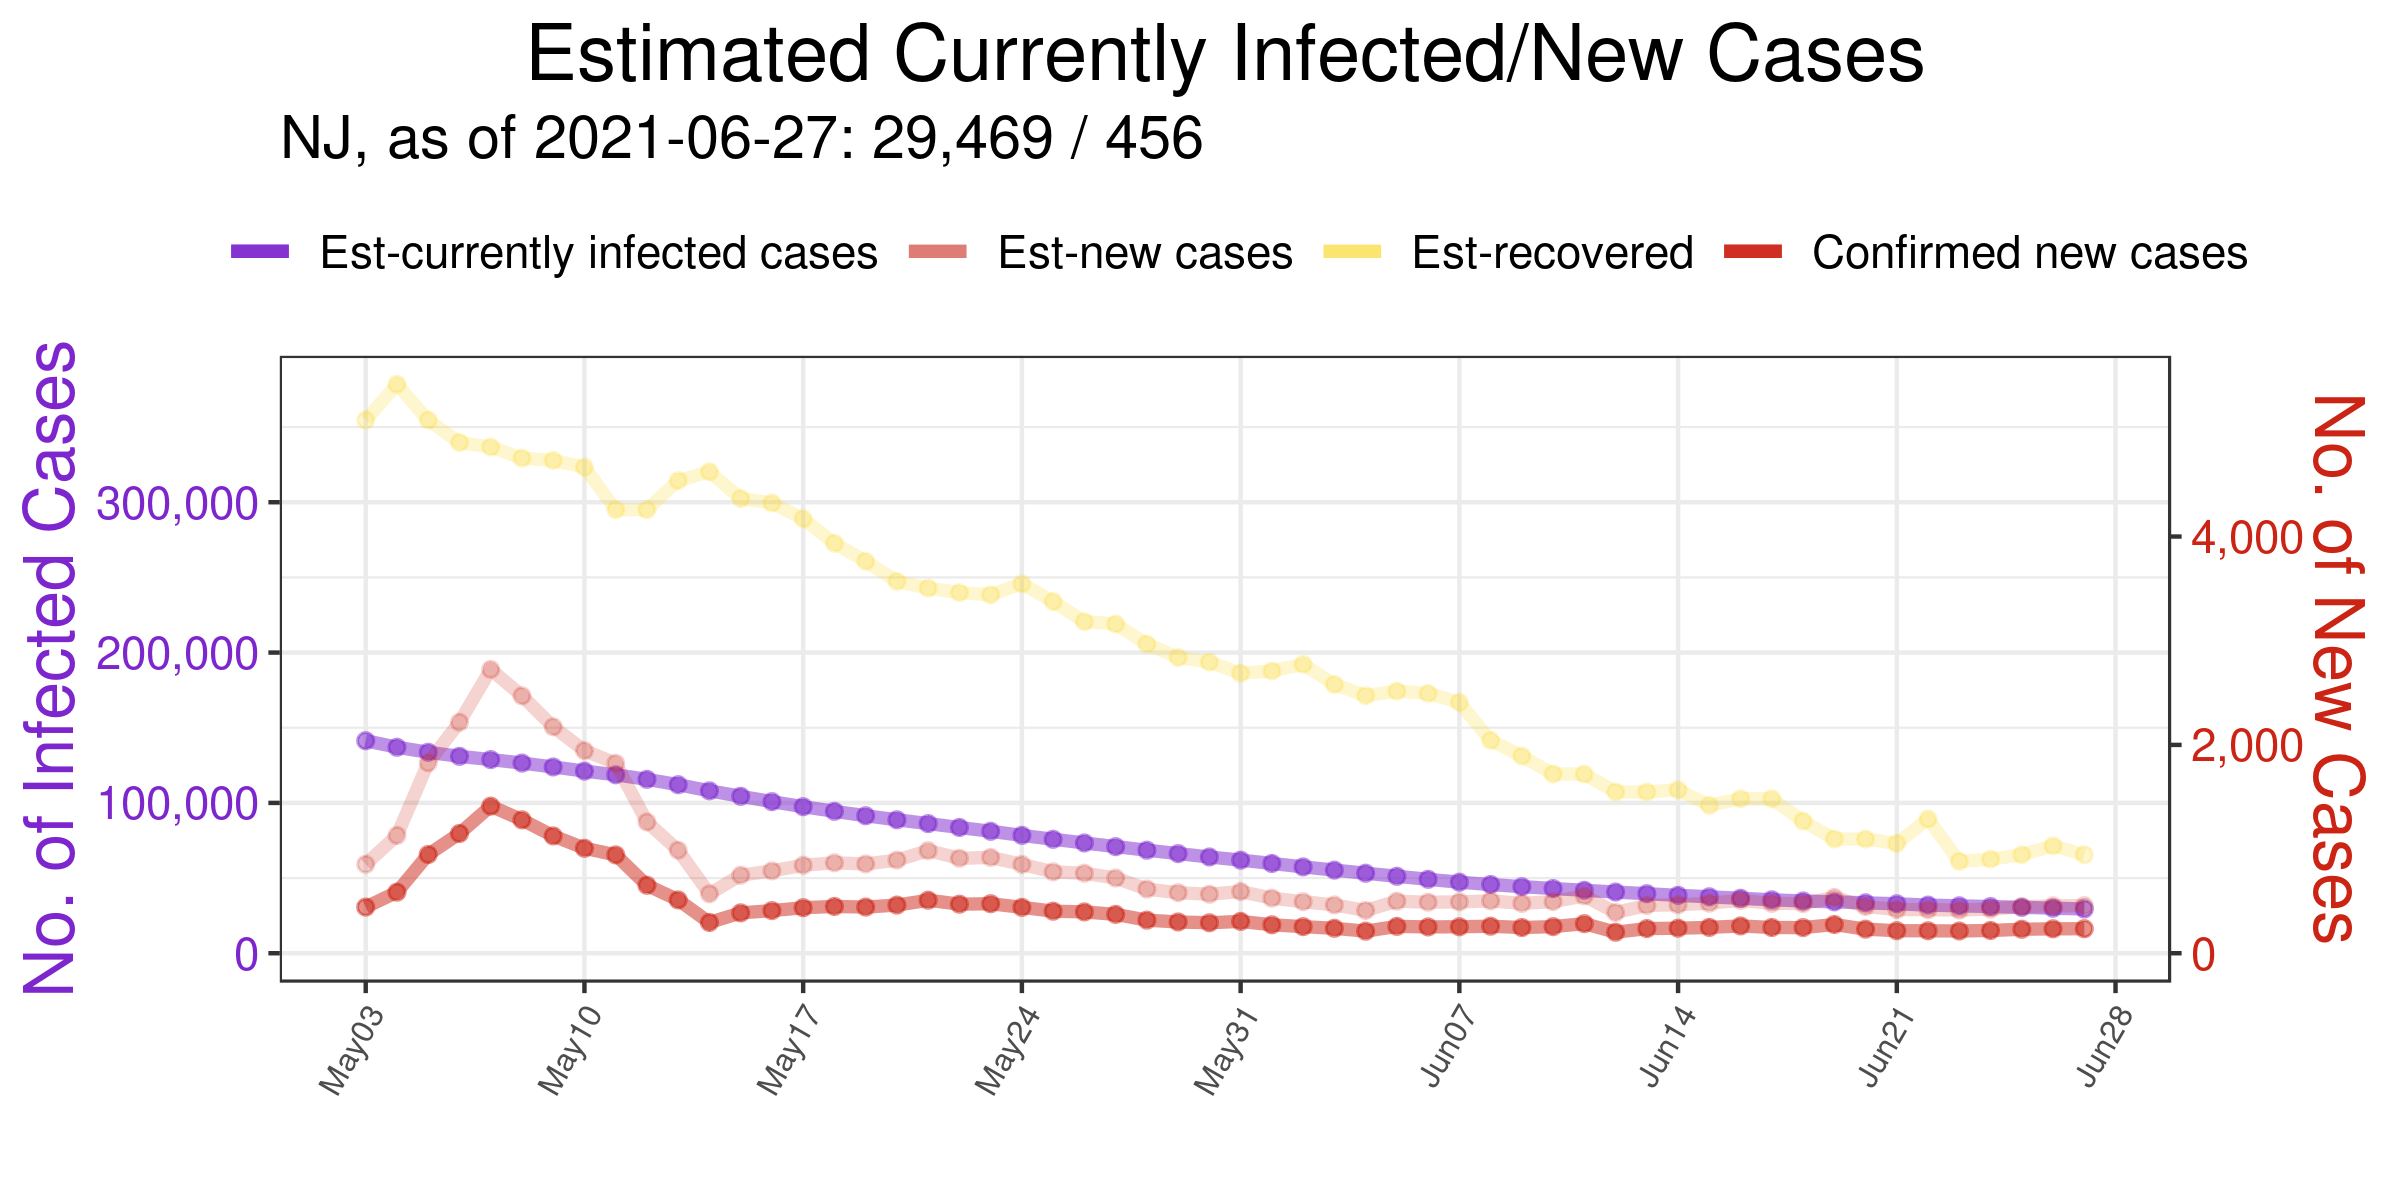 Estimated Currently Infected/New Cases
NJ, as of 2021-06-27: 29,469 / 456
Est-currently infected cases Est-new cases Est-recovered Confirmed new cases
No. of Infected Cases
300,000
200,000
100,000
0
4,000
2,000
0
No. of New Cases
May03 May10 May17 May24 May31 Jun07 Jun14 Jun21 Jun28